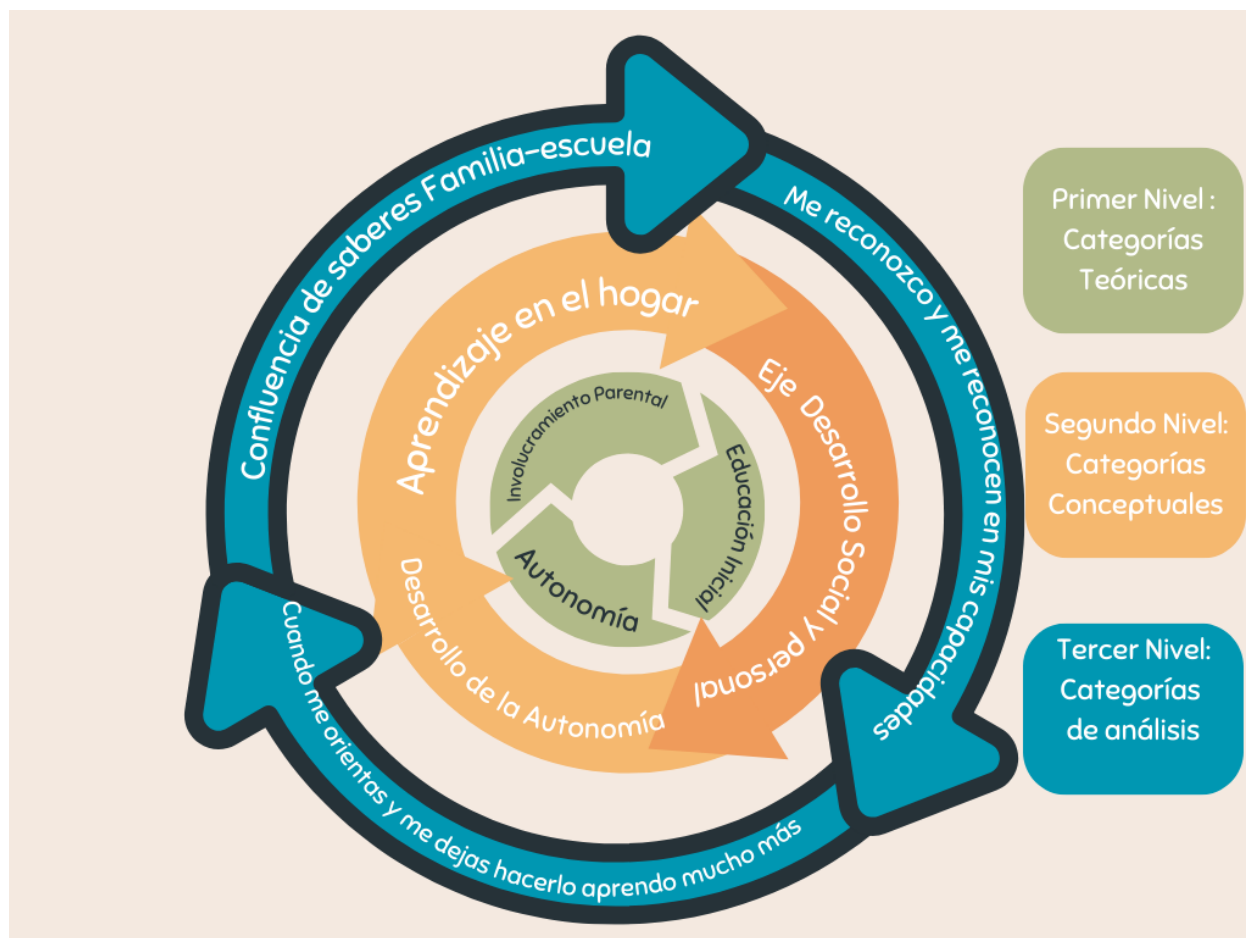 Confluencia de saberes Familia-escuela
Me reconozco y me reconocen en mis capacidades
Cuando me orientas y me dejas hacerlo aprendo mucho más
Aprendizaje en el hogar
Eje Desarrollo Social y personal
Desarrollo de la Autonomía
Involucramiento Parental
Educación Inicial
Autonomía
Primer Nivel :
Categorías
Teóricas
Segundo Nivel:
Categorías
Conceptuales
Tercer Nivel:
Categorías
de análisis